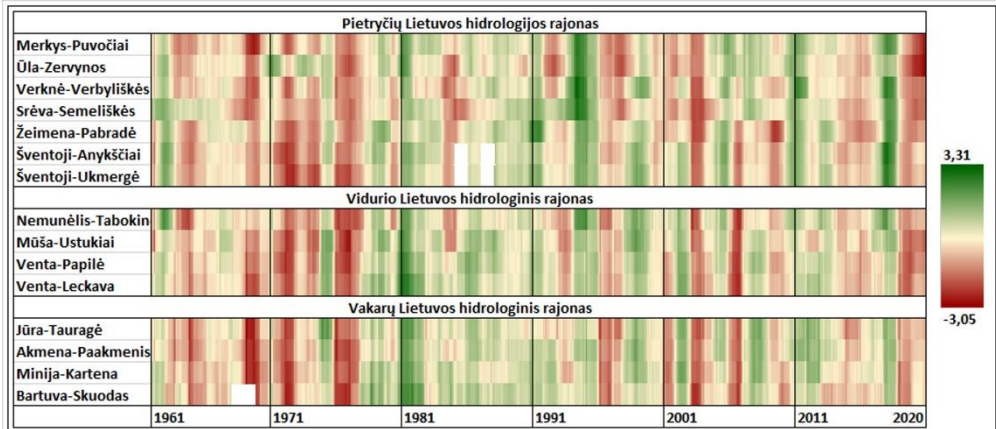 Pietryčių Lietuvos hidrologijos rajonas
Merkys-Puvočiai
Ūla-Zervynos
Verknė-Verbyliškės
Srėva-Semeliškės
Žeimena-Pabradė
Šventoji-Anykščiai
Šventoji-Ukmergė
Vidurio Lietuvos hidrologinis rajonas
Nemunėlis-Tabokin
Mūša-Ustukiai
Venta-Papilė
Venta-Leckava
Vakarų Lietuvos hidrologinis rajonas
Jūra-Tauragė
Akmena-Paakmenis
Minija-Kartena
Bartuva-Skuodas
1961 1971 1981 1991 2001 2011 2020
3,31
-3,05